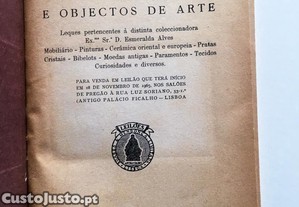 E OBJECTOS DE ARTE
Leques pertencentes à distinta coleccionadora
Ex.ma Sr.ª D. Esmeralda Alves
Mobiliário - Pinturas - Cerâmica oriental e europeia - Pratas
Cristais - Bibelots - Moedas antigas - Paramentos - Tecidos
Curiosidades e diversos.
PARA VENDA EM LEILÃO QUE TERÁ INÍCIO
EM 18 DE NOVEMBRO DE 1965, NOS SALÕES
DE PREGÃO À RUA LUZ SORIANO, 53-1.º
(ANTIGO PALÁCIO FICALHO — LISBOA
Custojusto.pt